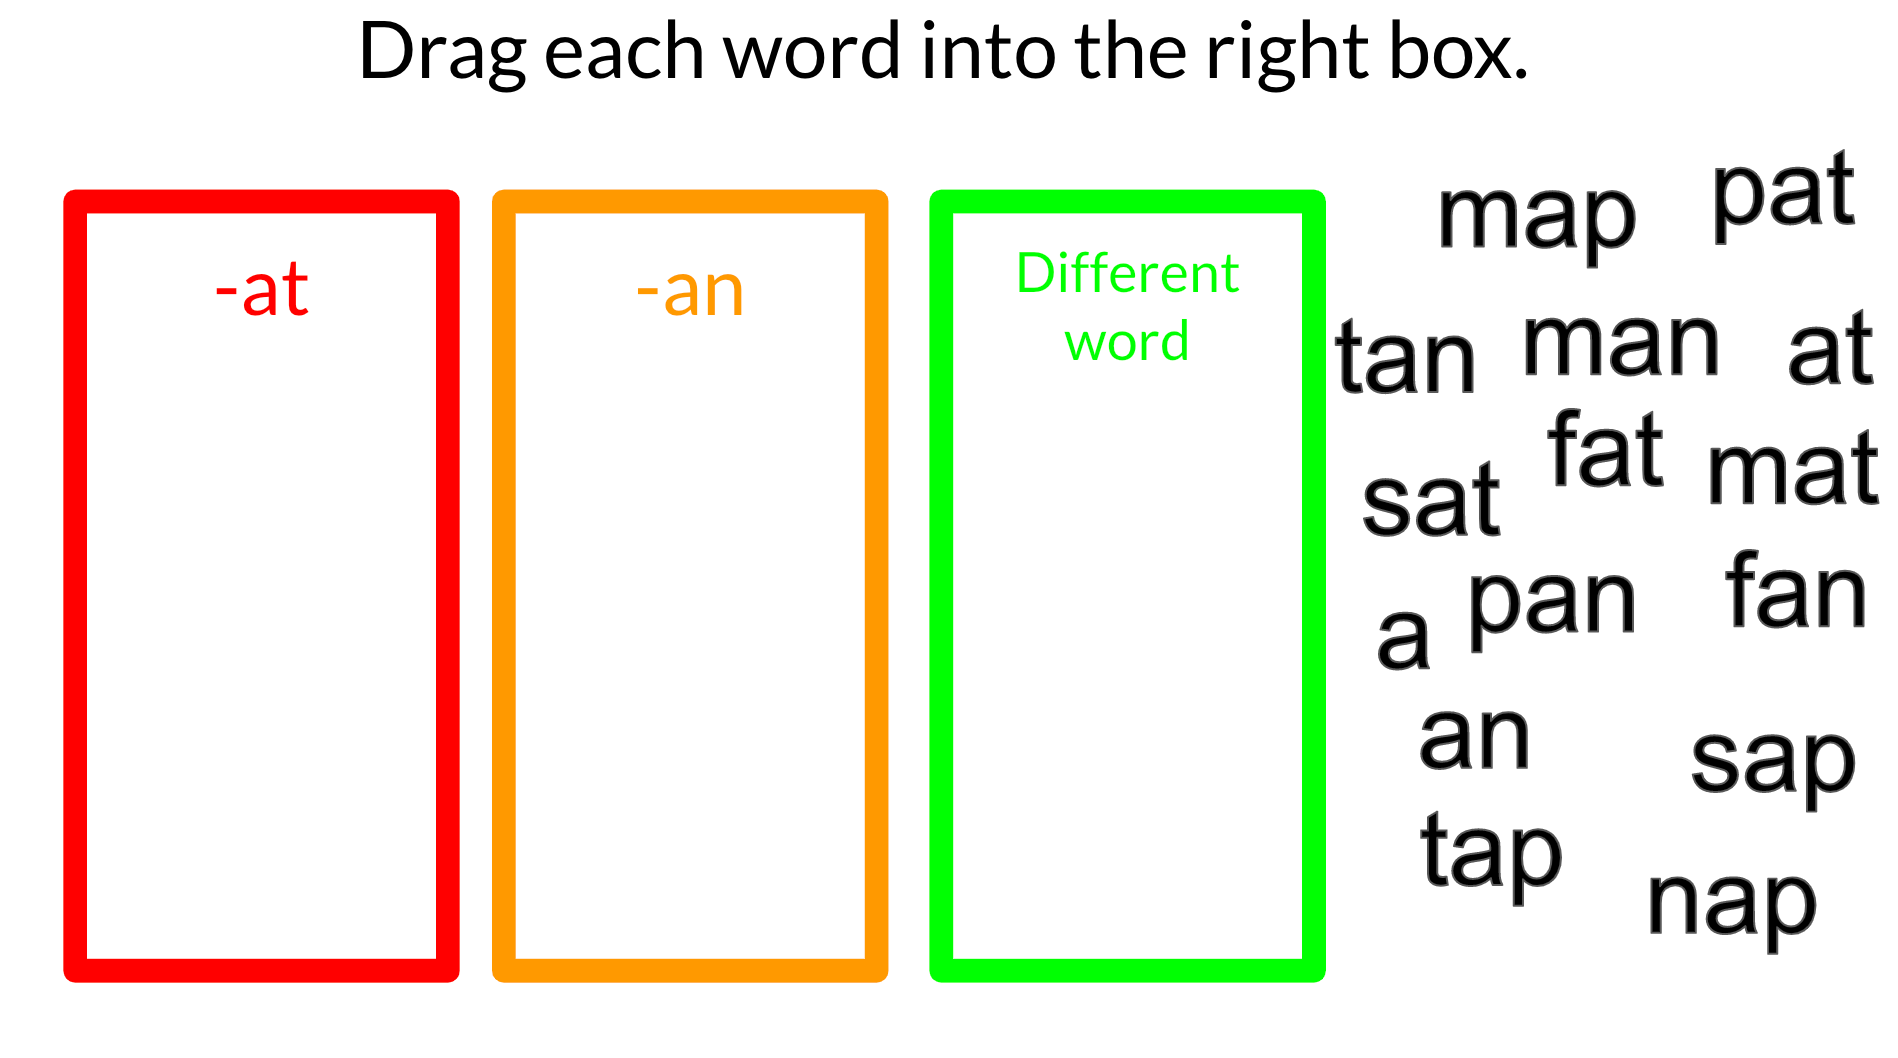 Drag each word into the right box.
-at
-an
Different
word
map pat
tan man at
sat fat mat
a pan fan
an sap
tap nap